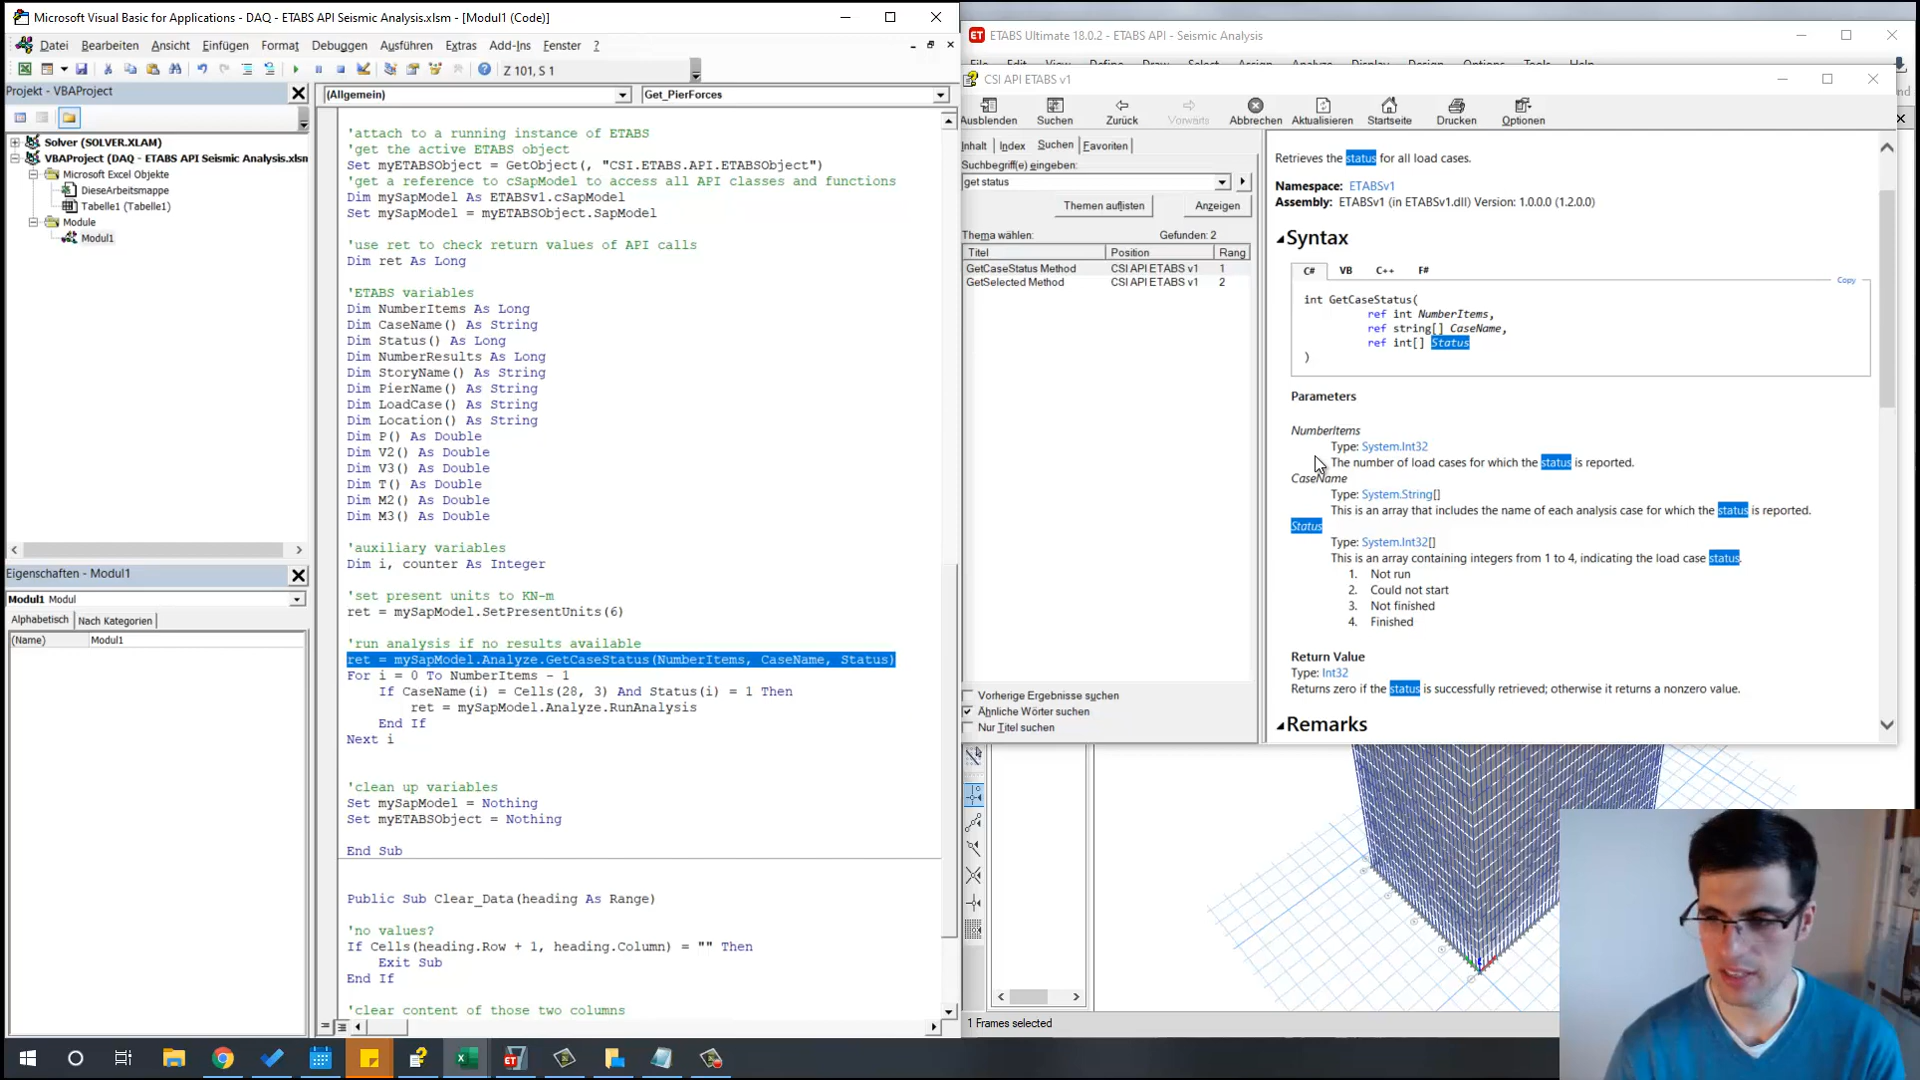 Microsoft Visual Basic for Applications - DAQ - ETABS API Seismic Analysis.xlsm - [Modul1 (Code)]
Datei Bearbeiten Ansicht Einfügen Format Debuggen Ausführen Extras Add-Ins Fenster ?
Z 101, S 1
Projekt - VBAProject
Solver (SOLVER.XLAM)
VBAProject (DAQ - ETABS API Seismic Analysis.xlsm
Microsoft Excel Objekte
DieseArbeitsmappe
Tabelle1 (Tabelle1)
Module
Modul1
Eigenschaften - Modul1
Modul1 Modul
Alphabetisch Nach Kategorien
(Name) Modul1
(Allgemein) Get_PierForces
'attach to a running instance of ETABS
'get the active ETABS object
Set myETABSObject = GetObject(, "CSI.ETABS.API.ETABSObject")
'get a reference to cSapModel to access all API classes and functions
Dim mySapModel As ETABSv1.cSapModel
Set mySapModel = myETABSObject.SapModel
'use ret to check return values of API calls
Dim ret As Long
'ETABS variables
Dim NumberItems As Long
Dim CaseName() As String
Dim Status() As Long
Dim NumberResults As Long
Dim StoryName() As String
Dim PierName() As String
Dim LoadCase() As String
Dim Location() As String
Dim P() As Double
Dim V2() As Double
Dim V3() As Double
Dim T() As Double
Dim M2() As Double
Dim M3() As Double
'auxiliary variables
Dim i, counter As Integer
'set present units to KN-m
ret = mySapModel.SetPresentUnits(6)
'run analysis if no results available
ret = mySapModel.Analyze.GetCaseStatus(NumberItems, CaseName, Status)
For i = 0 To NumberItems - 1
If CaseName(i) = Cells(28, 3) And Status(i) = 1 Then
ret = mySapModel.Analyze.RunAnalysis
End If
Next i
'clean up variables
Set mySapModel = Nothing
Set myETABSObject = Nothing
End Sub
Public Sub Clear_Data(heading As Range)
'no values?
If Cells(heading.Row + 1, heading.Column) = "" Then
Exit Sub
End If
'clear content of those two columns
ETABS Ultimate 18.0.2 - ETABS API - Seismic Analysis
CSI API ETABS v1
Ausblenden Suchen Zurück Vorwärts Abbrechen Aktualisieren Startseite Drucken Optionen
Inhalt Index Suchen Favoriten
Suchbegriff(e) eingeben:
get status
Themen auflisten Anzeigen
Thema wählen: Gefunden: 2
Titel Position Rang
GetCaseStatus Method CSI API ETABS v1 1
GetSelected Method CSI API ETABS v1 2
Vorherige Ergebnisse suchen
Ähnliche Wörter suchen
Nur Titel suchen
Retrieves the status for all load cases.
Namespace: ETABSv1
Assembly: ETABSv1 (in ETABSv1.dll) Version: 1.0.0.0 (1.2.0.0)
Syntax
C# VB C++ F#
Copy
int GetCaseStatus(
ref int NumberItems,
ref string[] CaseName,
ref int[] Status
)
Parameters
NumberItems
Type: System.Int32
The number of load cases for which the status is reported.
CaseName
Type: System.String[]
This is an array that includes the name of each analysis case for which the status is reported.
Status
Type: System.Int32[]
This is an array containing integers from 1 to 4, indicating the load case status.
1. Not run
2. Could not start
3. Not finished
4. Finished
Return Value
Type: Int32
Returns zero if the status is successfully retrieved; otherwise it returns a nonzero value.
Remarks
1 Frames selected